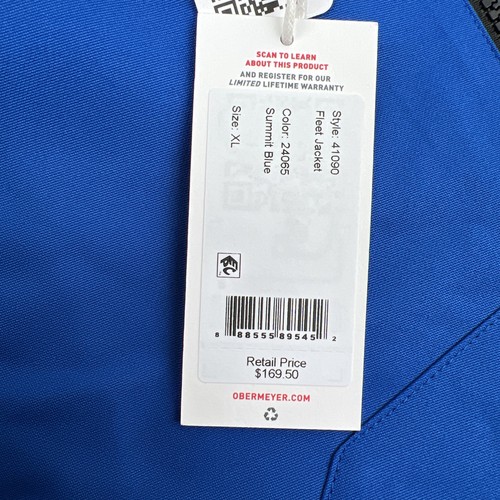 SCAN TO LEARN
ABOUT THIS PRODUCT
AND REGISTER FOR OUR
LIMITED LIFETIME WARRANTY
Style: 41090
Fleet Jacket
Color: 24065
Summit Blue
Size: XL
8 88555 89545 2
Retail Price
$169.50
OBERMEYER.COM